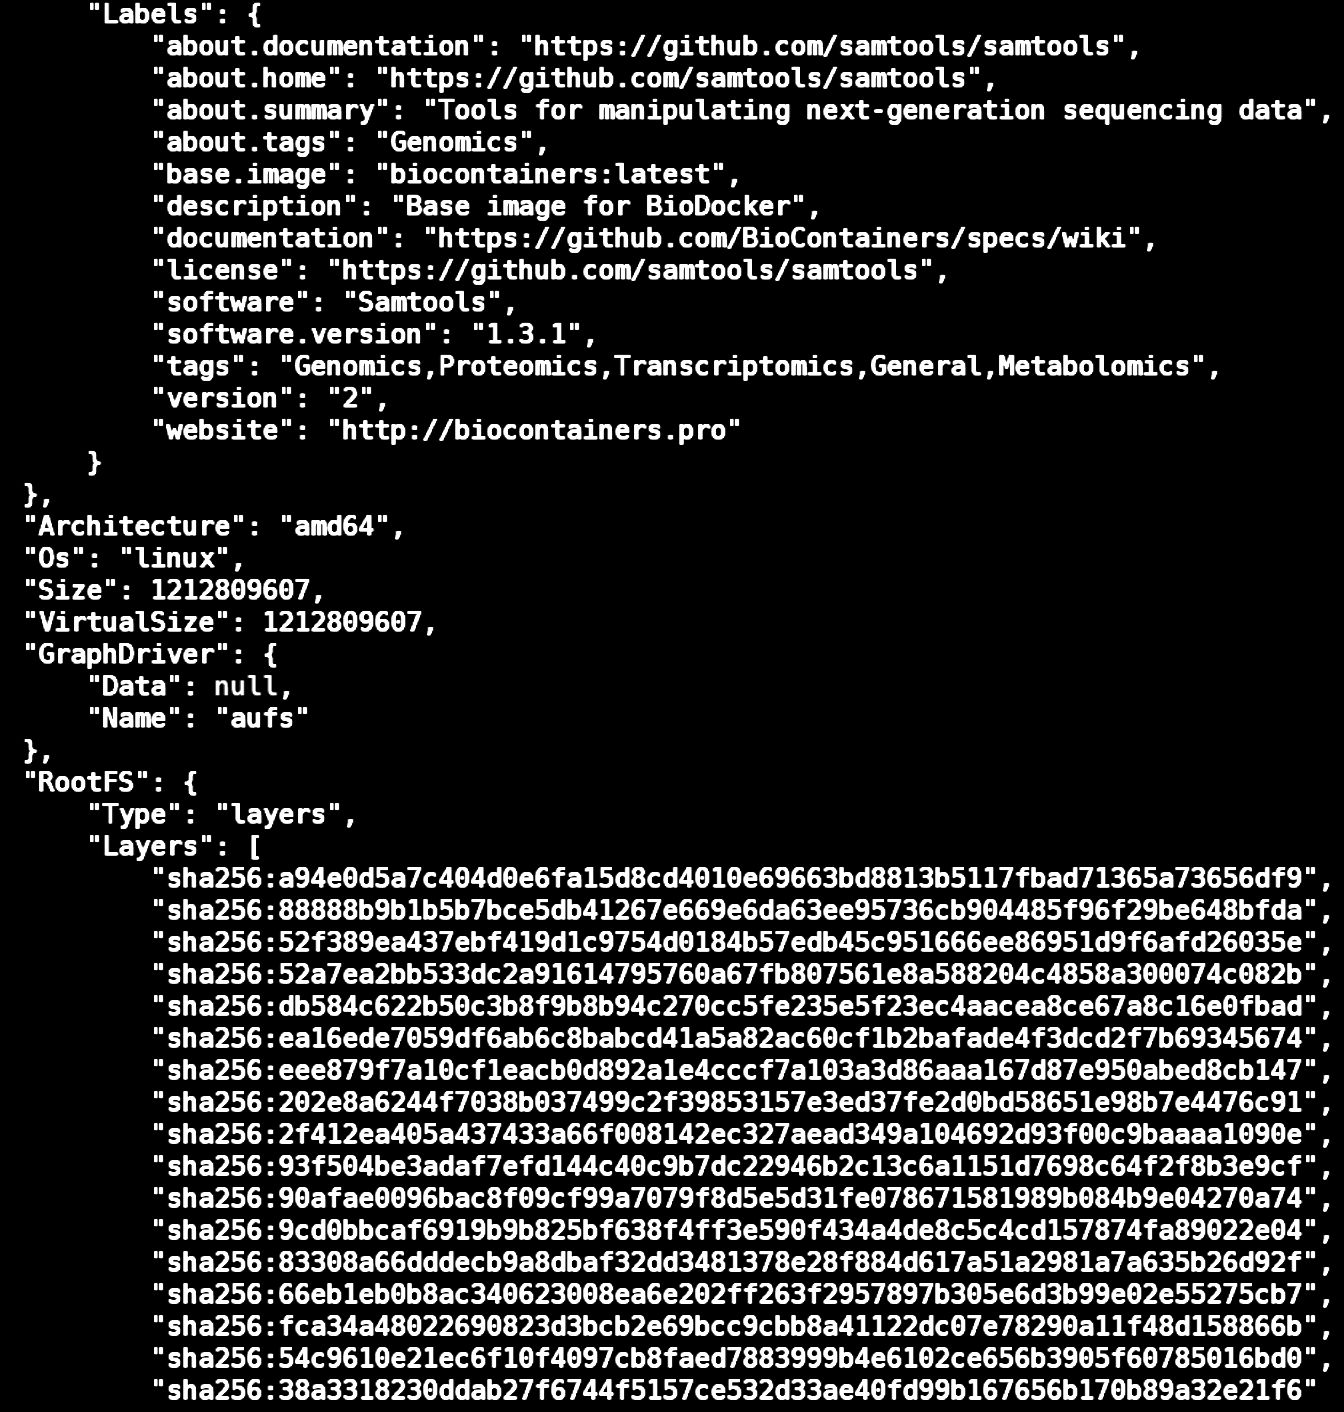 "Labels": {
"about.documentation": "https://github.com/samtools/samtools",
"about.home": "https://github.com/samtools/samtools",
"about.summary": "Tools for manipulating next-generation sequencing data",
"about.tags": "Genomics",
"base.image": "biocontainers:latest",
"description": "Base image for BioDocker",
"documentation": "https://github.com/BioContainers/specs/wiki",
"license": "https://github.com/samtools/samtools",
"software": "Samtools",
"software.version": "1.3.1",
"tags": "Genomics,Proteomics,Transcriptomics,General,Metabolomics",
"version": "2",
"website": "http://biocontainers.pro"
}
},
"Architecture": "amd64",
"Os": "linux",
"Size": 1212809607,
"VirtualSize": 1212809607,
"GraphDriver": {
"Data": null,
"Name": "aufs"
},
"RootFS": {
"Type": "layers",
"Layers": [
"sha256:a94e0d5a7c404d0e6fa15d8cd4010e69663bd8813b5117fbad71365a73656df9",
"sha256:88888b9b1b5b7bce5db41267e669e6da63ee95736cb904485f96f29be648bfda",
"sha256:52f389ea437ebf419d1c9754d0184b57edb45c951666ee86951d9f6afd26035e",
"sha256:52a7ea2bb533dc2a91614795760a67fb807561e8a588204c4858a300074c082b",
"sha256:db584c622b50c3b8f9b8b94c270cc5fe235e5f23ec4aacea8ce67a8c16e0fbad",
"sha256:ea16ede7059df6ab6c8babcd41a5a82ac60cf1b2bafade4f3dcd2f7b69345674",
"sha256:eee879f7a10cf1eacb0d892a1e4cccf7a103a3d86aaa167d87e950abed8cb147",
"sha256:202e8a6244f7038b037499c2f39853157e3ed37fe2d0bd58651e98b7e4476c91",
"sha256:2f412ea405a437433a66f008142ec327aead349a104692d93f00c9baaaa1090e",
"sha256:93f504be3adaf7efd144c40c9b7dc22946b2c13c6a1151d7698c64f2f8b3e9cf",
"sha256:90afae0096bac8f09cf99a7079f8d5e5d31fe078671581989b084b9e04270a74",
"sha256:9cd0bbcaf6919b9b825bf638f4ff3e590f434a4de8c5c4cd157874fa89022e04",
"sha256:83308a66dddecb9a8dbaf32dd3481378e28f884d617a51a2981a7a635b26d92f",
"sha256:66eb1eb0b8ac340623008ea6e202ff263f2957897b305e6d3b99e02e55275cb7",
"sha256:fca34a48022690823d3bcb2e69bcc9cbb8a41122dc07e78290a11f48d158866b",
"sha256:54c9610e21ec6f10f4097cb8faed7883999b4e6102ce656b3905f60785016bd0",
"sha256:38a3318230ddab27f6744f5157ce532d33ae40fd99b167656b170b89a32e21f6"